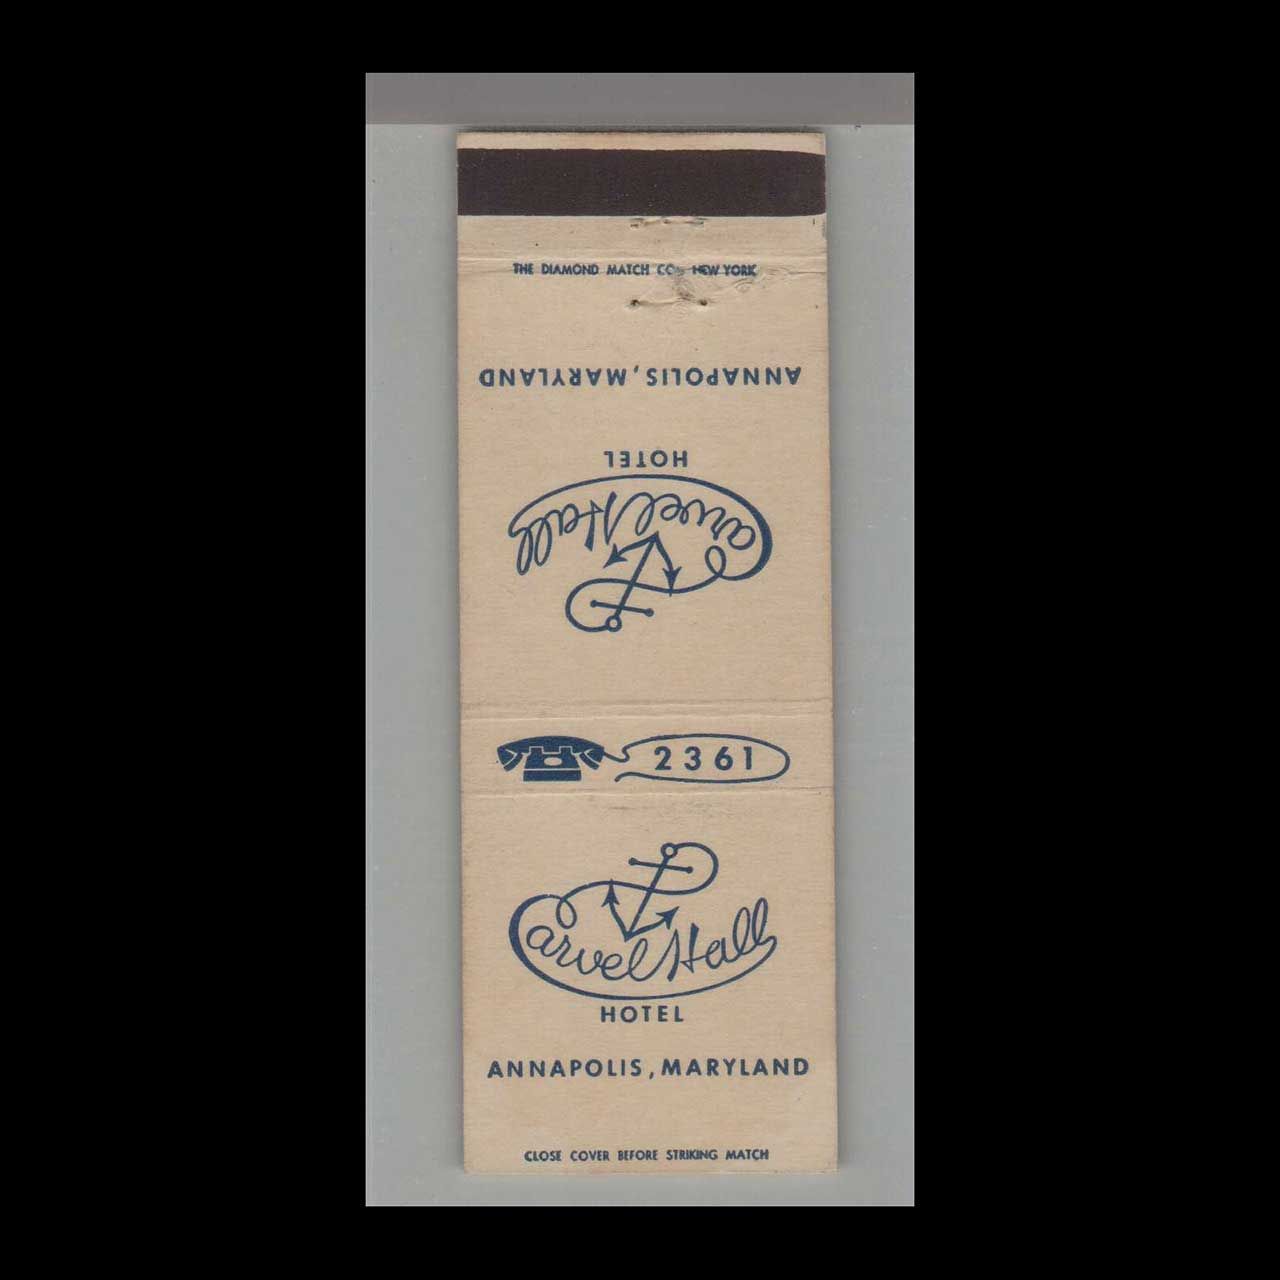 THE DIAMOND MATCH CO. NEW YORK
ANNAPOLIS, MARYLAND
HOTEL
Carvel Hall
2361
Carvel Hall
HOTEL
ANNAPOLIS, MARYLAND
CLOSE COVER BEFORE STRIKING MATCH